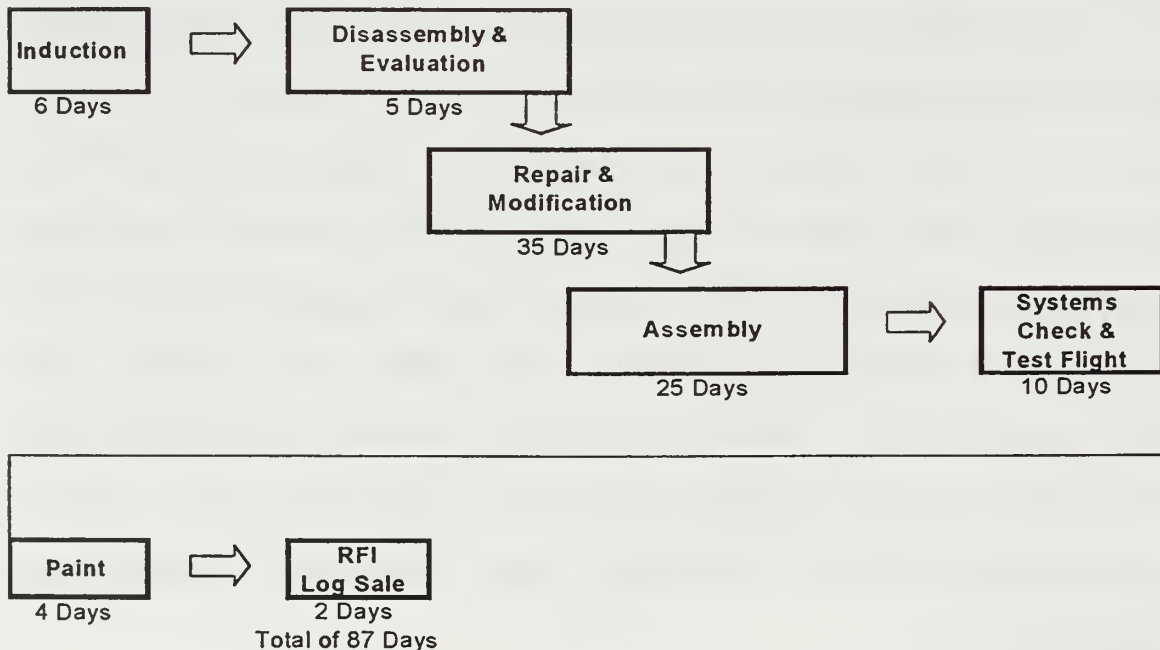 Induction
6 Days
Disassembly &
Evaluation
5 Days
Repair &
Modification
35 Days
Assembly
25 Days
Systems
Check &
Test Flight
10 Days
Paint
4 Days
RFI
Log Sale
2 Days
Total of 87 Days